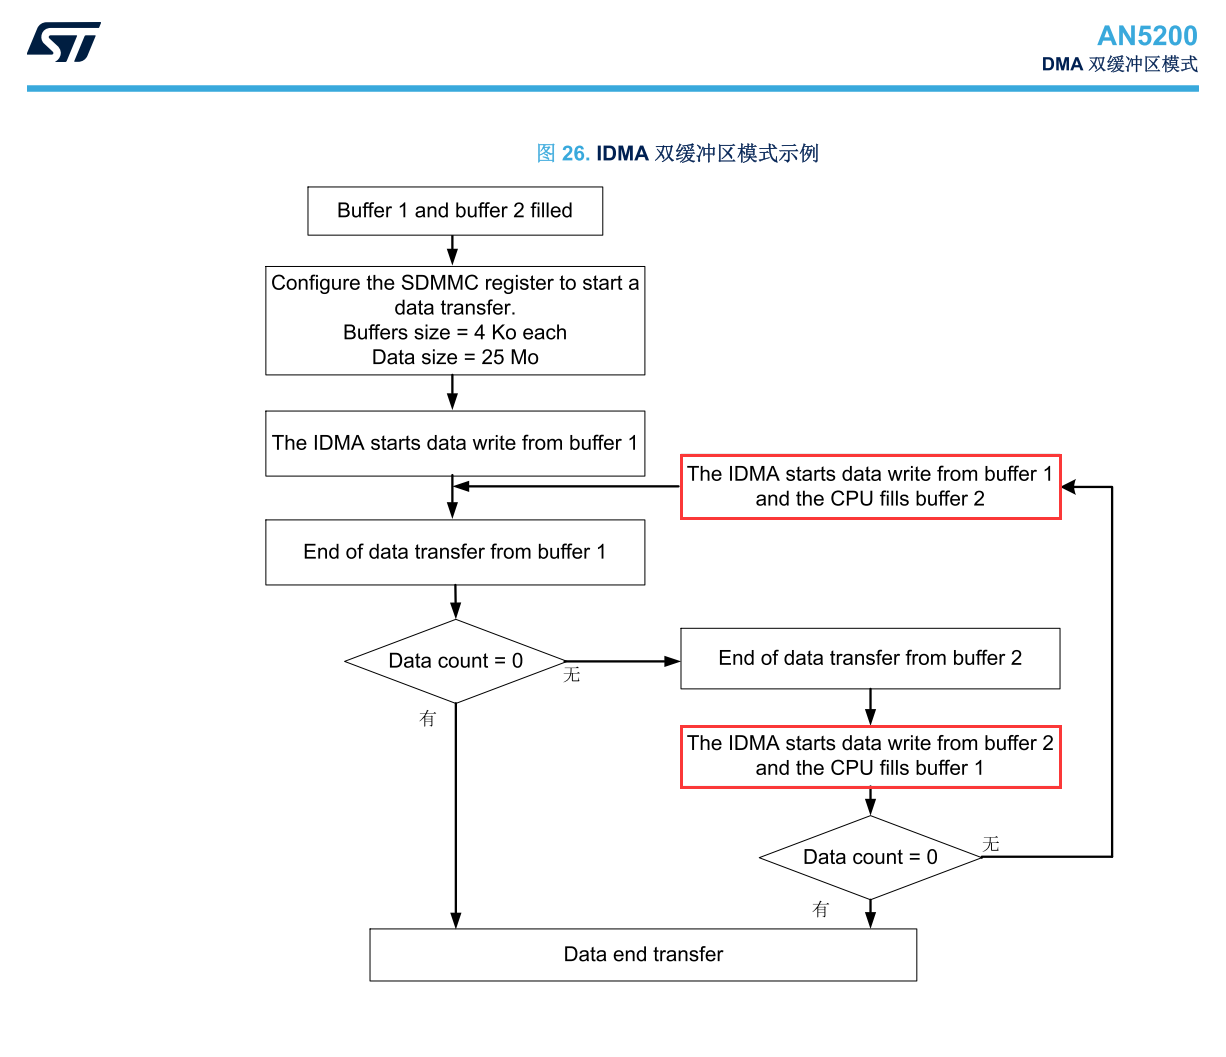 ST
AN5200
DMA 双缓冲区模式
图 26. IDMA 双缓冲区模式示例
Buffer 1 and buffer 2 filled
Configure the SDMMC register to start a
data transfer.
Buffers size = 4 Ko each
Data size = 25 Mo
The IDMA starts data write from buffer 1
The IDMA starts data write from buffer 1
and the CPU fills buffer 2
End of data transfer from buffer 1
Data count = 0
无
有
End of data transfer from buffer 2
The IDMA starts data write from buffer 2
and the CPU fills buffer 1
Data count = 0
无
有
Data end transfer